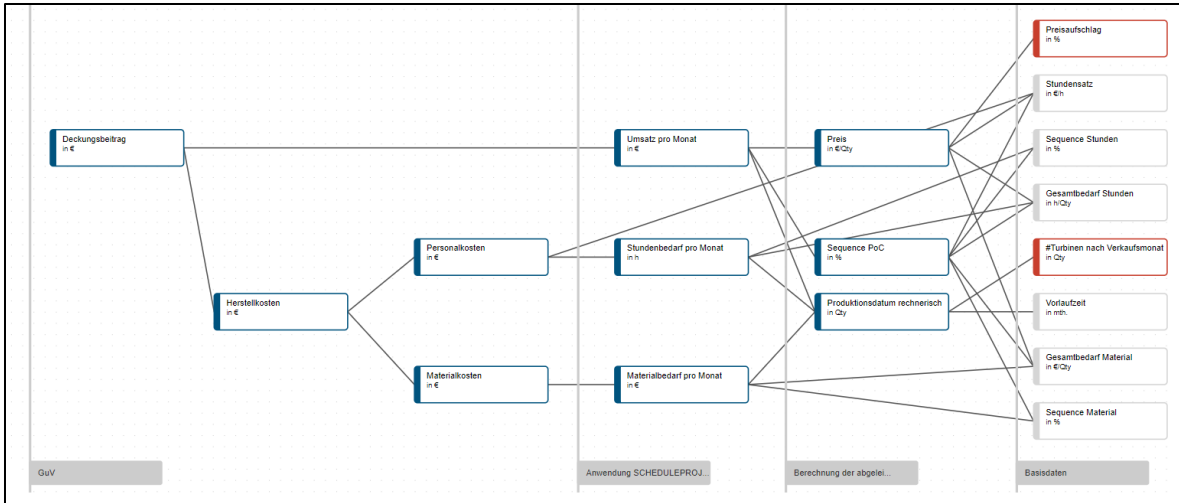 Preisaufschlag
in %
Stundensatz
in €/h
Deckungsbeitrag
in €
Umsatz pro Monat
in €
Preis
in €/Qty
Sequence Stunden
in %
Gesamtbedarf Stunden
in h/Qty
Personalkosten
in €
Stundenbedarf pro Monat
in h
Sequence PoC
in %
#Turbinen nach Verkaufsmonat
in Qty
Herstellkosten
in €
Produktionsdatum rechnerisch
in Qty
Vorlaufzeit
in mth.
Gesamtbedarf Material
in €/Qty
Materialkosten
in €
Materialbedarf pro Monat
in €
Sequence Material
in %
GuV
Anwendung SCHEDULEPROJ...
Berechnung der abgelei...
Basisdaten